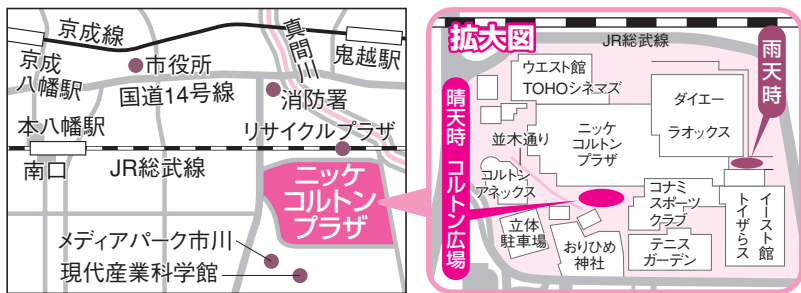 京成線
京成
八幡駅
市役所
真間川
鬼越駅
国道14号線
消防署
本八幡駅
リサイクルプラザ
南口
JR総武線
ニッケ
コルトン
プラザ
メディアパーク市川
現代産業科学館
拡大図
JR総武線
雨天時
晴天時 コルトン広場
ウエスト館
TOHOシネマズ
ダイエー
ラオックス
並木通り
ニッケ
コルトン
プラザ
コルトン
アネックス
コナミ
スポーツ
クラブ
立体
駐車場
おりひめ
神社
テニス
ガーデン
イースト館
トイザらス